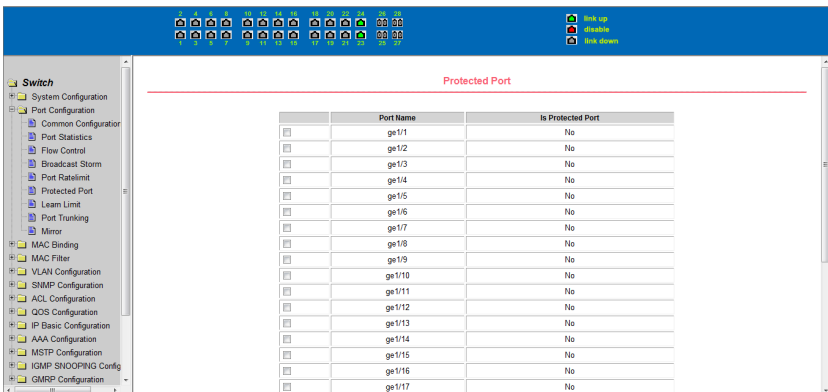 2 4 6 8 10 12 14 16 18 20 22 24 26 28
1 3 5 7 9 11 13 15 17 19 21 23 25 27
link up
disable
link down
Switch
System Configuration
Port Configuration
Common Configuration
Port Statistics
Flow Control
Broadcast Storm
Port Ratelimit
Protected Port
Learn Limit
Port Trunking
Mirror
MAC Binding
MAC Filter
VLAN Configuration
SNMP Configuration
ACL Configuration
QOS Configuration
IP Basic Configuration
AAA Configuration
MSTP Configuration
IGMP SNOOPING Config
GMRP Configuration
Protected Port
Port Name Is Protected Port
ge1/1 No
ge1/2 No
ge1/3 No
ge1/4 No
ge1/5 No
ge1/6 No
ge1/7 No
ge1/8 No
ge1/9 No
ge1/10 No
ge1/11 No
ge1/12 No
ge1/13 No
ge1/14 No
ge1/15 No
ge1/16 No
ge1/17 No